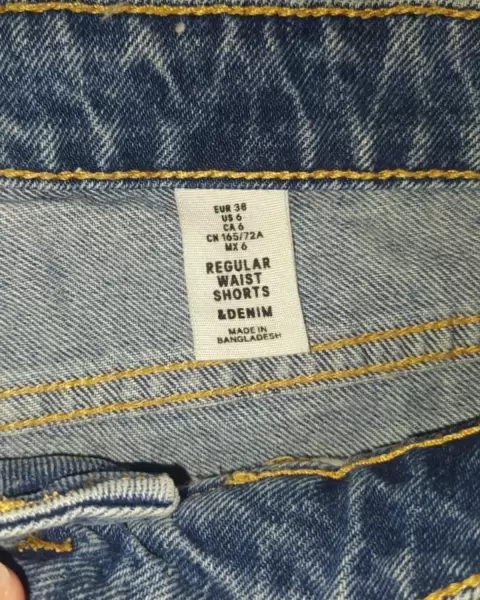 EUR 38
US 6
CA 6
CN 165/72A
MX 6
REGULAR
WAIST
SHORTS
&DENIM
MADE IN
BANGLADESH